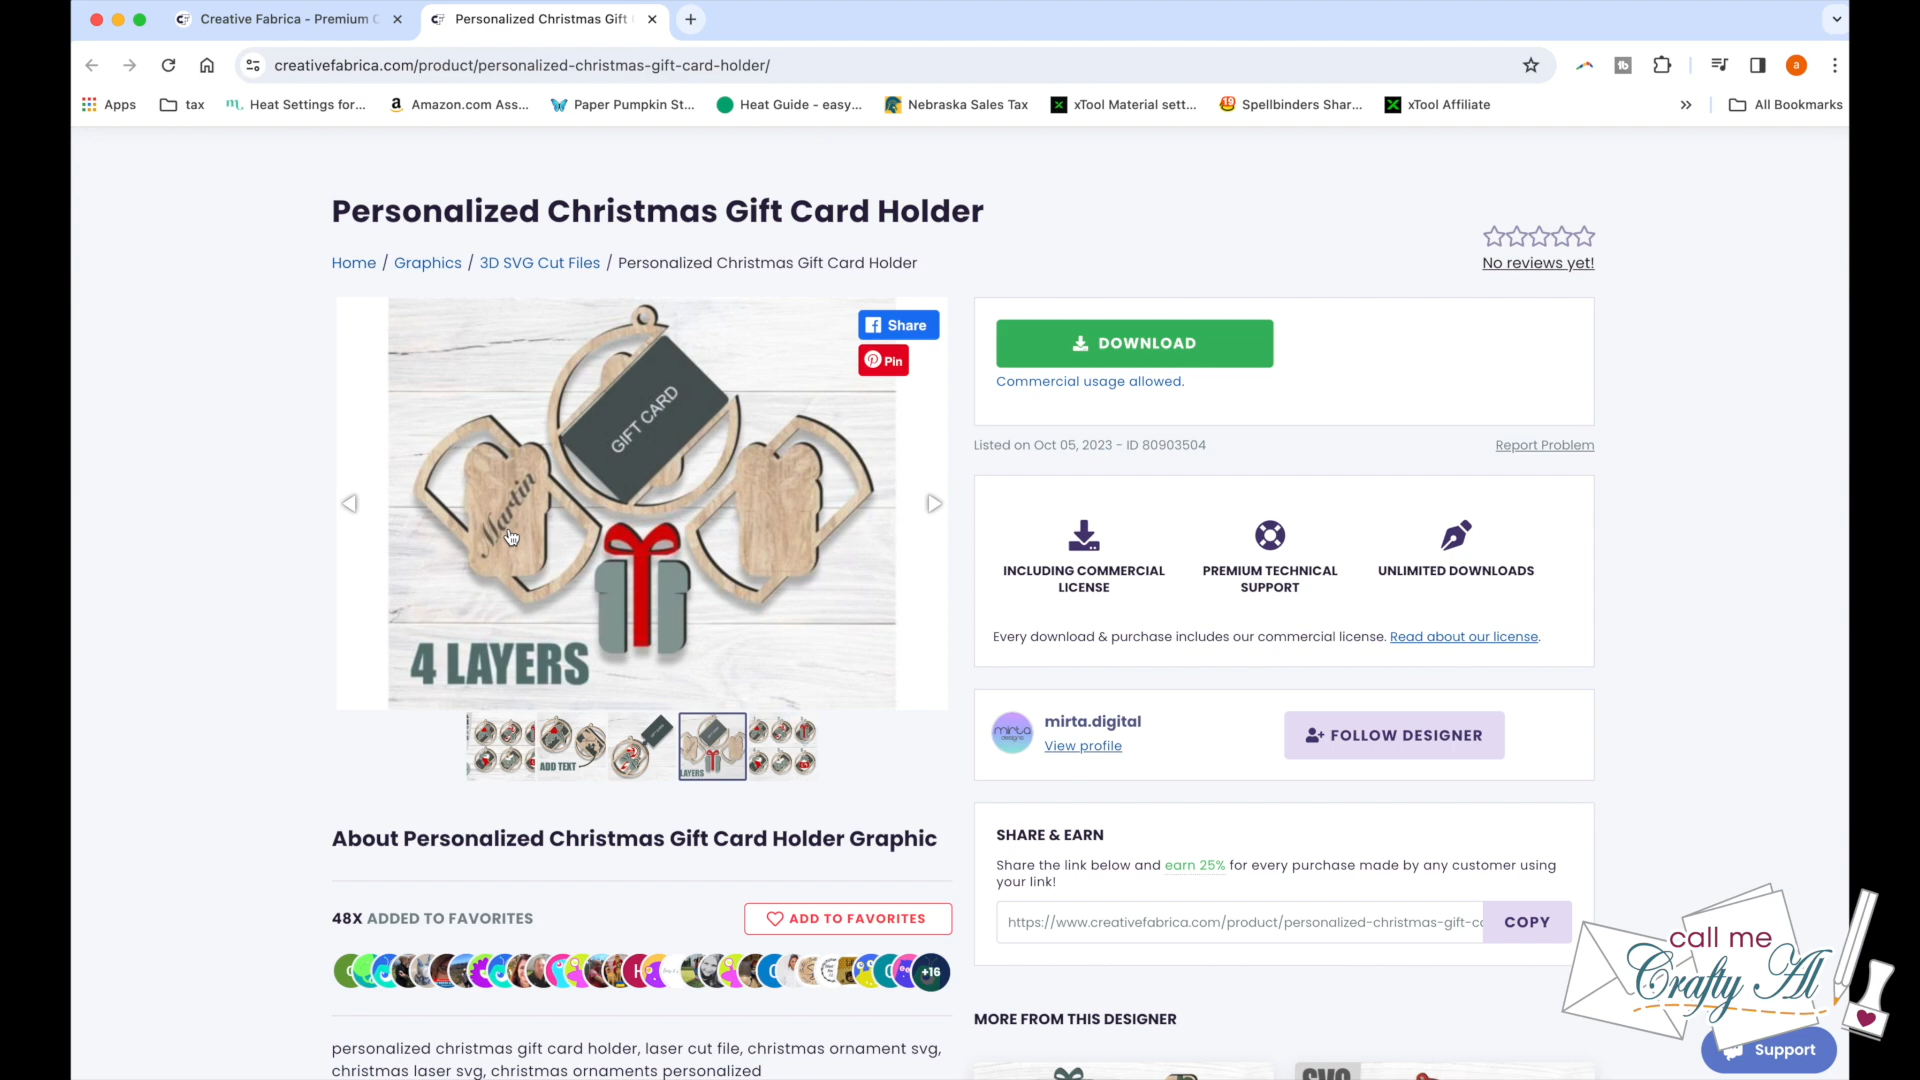 Creative Fabrica - Premium C
Personalized Christmas Gift
creativefabrica.com/product/personalized-christmas-gift-card-holder/
Apps
tax
Heat Settings for...
Amazon.com Ass...
Paper Pumpkin St...
Heat Guide - easy...
Nebraska Sales Tax
xTool Material sett...
Spellbinders Shar...
xTool Affiliate
All Bookmarks
Personalized Christmas Gift Card Holder
No reviews yet!
Home / Graphics / 3D SVG Cut Files / Personalized Christmas Gift Card Holder
Share
Pin
GIFT CARD
Martin
4 LAYERS
ADD TEXT
LAYERS
DOWNLOAD
Commercial usage allowed.
Listed on Oct 05, 2023 - ID 80903504
Report Problem
INCLUDING COMMERCIAL
LICENSE
PREMIUM TECHNICAL
SUPPORT
UNLIMITED DOWNLOADS
Every download & purchase includes our commercial license. Read about our license.
mirta
mirta.digital
View profile
FOLLOW DESIGNER
About Personalized Christmas Gift Card Holder Graphic
48X ADDED TO FAVORITES
ADD TO FAVORITES
+16
personalized christmas gift card holder, laser cut file, christmas ornament svg,
christmas laser svg, christmas ornaments personalized
SHARE & EARN
Share the link below and earn 25% for every purchase made by any customer using
your link!
https://www.creativefabrica.com/product/personalized-christmas-gift-c
COPY
MORE FROM THIS DESIGNER
SVG
call me
Crafty Al
Support